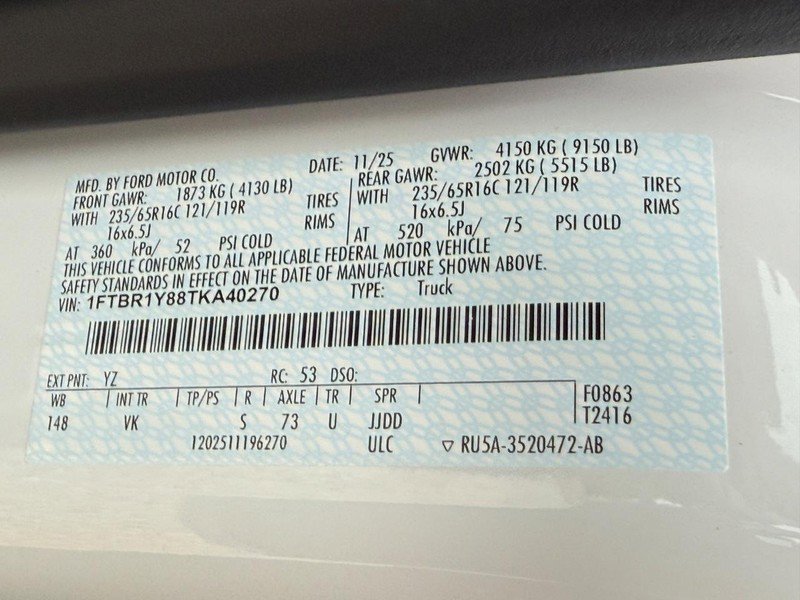 MFD. BY FORD MOTOR CO. DATE: 11/25 GVWR: 4150 KG ( 9150 LB)
FRONT GAWR: 1873 KG ( 4130 LB) REAR GAWR: 2502 KG ( 5515 LB)
WITH 235/65R16C 121/119R TIRES WITH 235/65R16C 121/119R TIRES
16x6.5J RIMS 16x6.5J RIMS
AT 360 kPa/ 52 PSI COLD AT 520 kPa/ 75 PSI COLD
THIS VEHICLE CONFORMS TO ALL APPLICABLE FEDERAL MOTOR VEHICLE
SAFETY STANDARDS IN EFFECT ON THE DATE OF MANUFACTURE SHOWN ABOVE.
VIN: 1FTBR1Y88TKA40270 TYPE: Truck
EXT PNT: YZ RC: 53 DSO:
WB INT TR TP/PS R AXLE TR SPR F0863
148 VK S 73 U JJDD T2416
1202511196270 ULC ▽ RU5A-3520472-AB